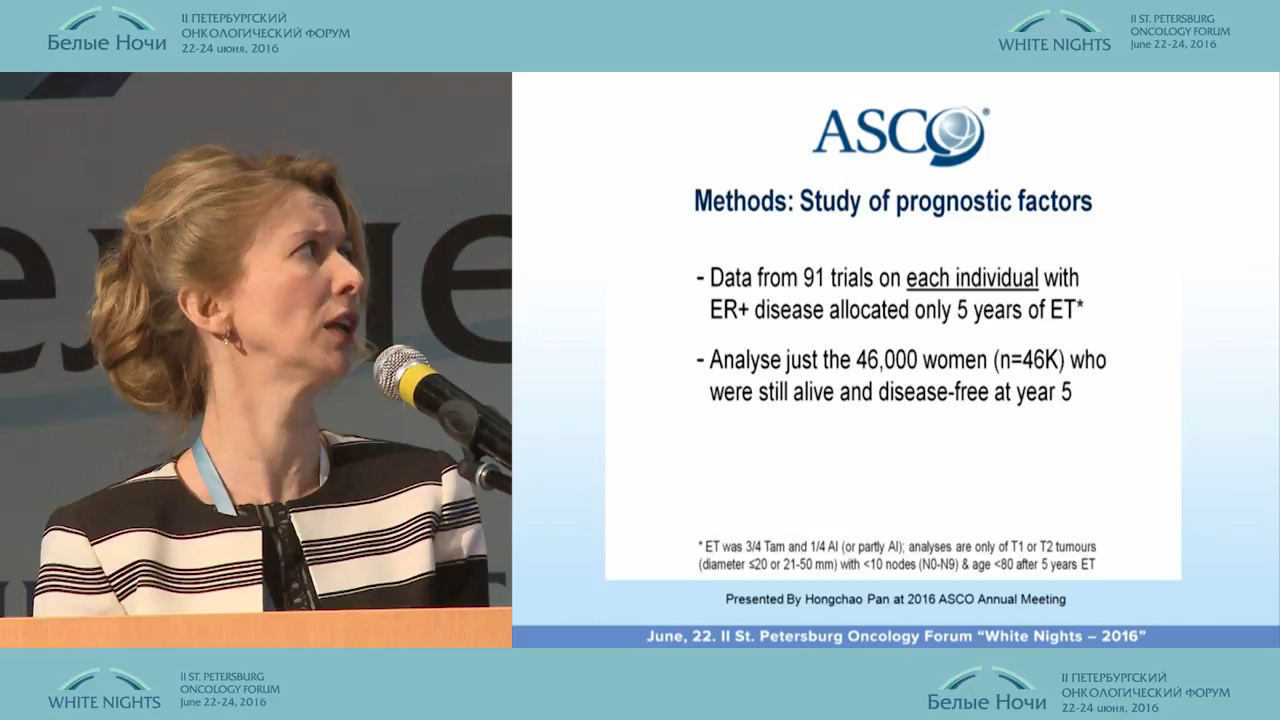 Белые Ночи
II ПЕТЕРБУРГСКИЙ
ОНКОЛОГИЧЕСКИЙ ФОРУМ
22-24 июня, 2016
WHITE NIGHTS
II ST. PETERSBURG
ONCOLOGY FORUM
June 22-24, 2016
ASCO®
Methods: Study of prognostic factors
- Data from 91 trials on each individual with
ER+ disease allocated only 5 years of ET*
- Analyse just the 46,000 women (n=46K) who
were still alive and disease-free at year 5
* ET was 3/4 Tam and 1/4 AI (or partly AI); analyses are only of T1 or T2 tumours
(diameter ≤20 or 21-50 mm) with <10 nodes (N0-N9) & age <80 after 5 years ET
Presented By Hongchao Pan at 2016 ASCO Annual Meeting
June, 22. II St. Petersburg Oncology Forum “White Nights – 2016”
WHITE NIGHTS
II ST. PETERSBURG
ONCOLOGY FORUM
June 22-24, 2016
Белые Ночи
II ПЕТЕРБУРГСКИЙ
ОНКОЛОГИЧЕСКИЙ ФОРУМ
22-24 июня, 2016